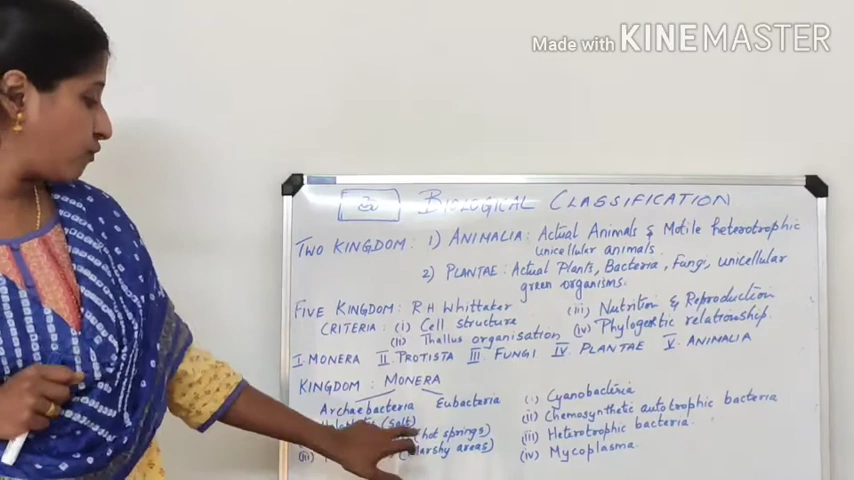 Made with KINEMASTER
BIOLOGICAL CLASSIFICATION
TWO KINGDOM: 1) ANIMALIA: Actual Animals & Motile heterotrophic
unicellular animals.
2) PLANTAE: Actual Plants, Bacteria, Fungi, unicellular
green organisms.
FIVE KINGDOM: R H Whittaker
CRITERIA: (i) Cell structure
(ii) Thallus organisation
(iii) Nutrition & Reproduction
(iv) Phylogenetic relationship.
I MONERA II PROTISTA III FUNGI IV PLANTAE V ANIMALIA
KINGDOM : MONERA
Archaebacteria Eubacteria
(salt)
(hot springs)
(ii) areas)
(i) Cyanobacteria
(ii) Chemosynthetic autotrophic bacteria
(iii) Heterotrophic bacteria.
(iv) Mycoplasma.